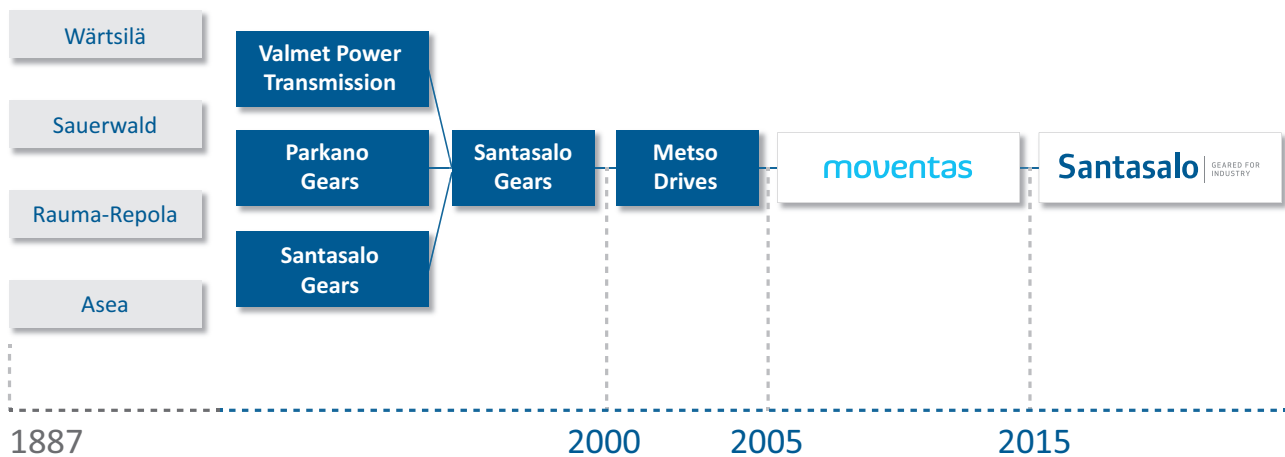 Wärtsilä
Sauerwald
Rauma-Repola
Asea
Valmet Power
Transmission
Parkano
Gears
Santasalo
Gears
Santasalo
Gears
Metso
Drives
moventas
Santasalo
GEARED FOR
INDUSTRY
1887
2000
2005
2015